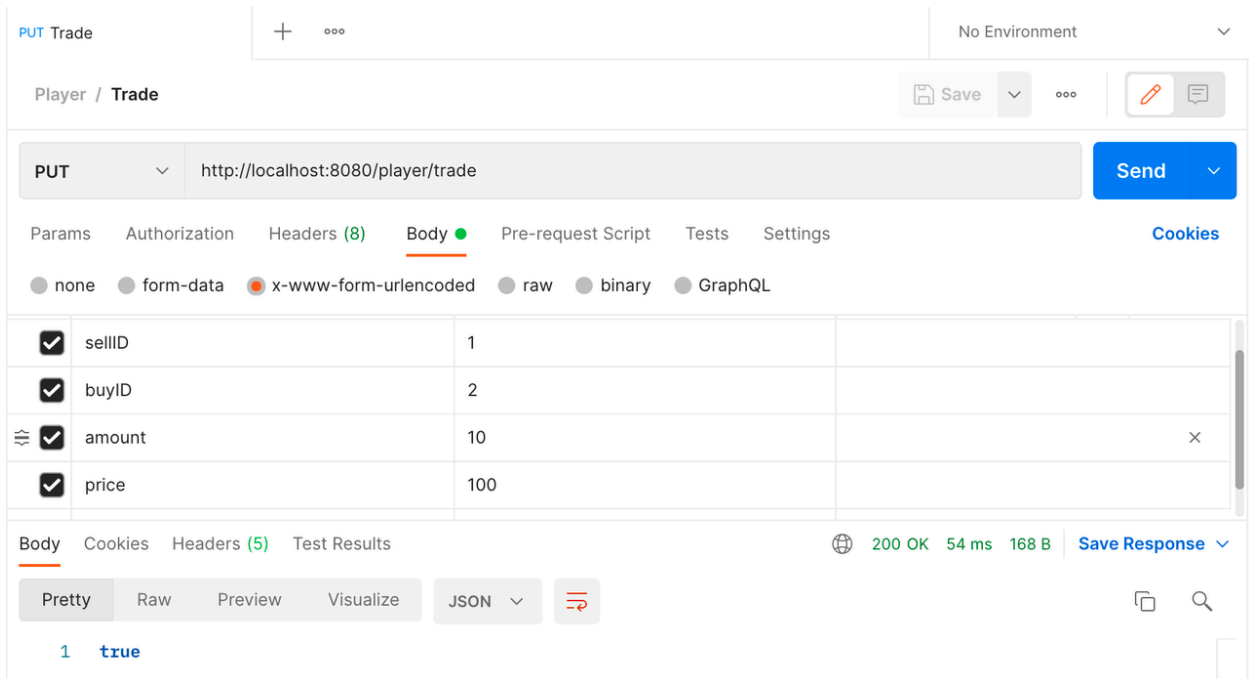 PUT Trade
No Environment
Player / Trade
Save
PUT
http://localhost:8080/player/trade
Send
Params Authorization Headers (8) Body Pre-request Script Tests Settings Cookies
none form-data x-www-form-urlencoded raw binary GraphQL
sellID 1
buyID 2
amount 10
price 100
Body Cookies Headers (5) Test Results 200 OK 54 ms 168 B Save Response
Pretty Raw Preview Visualize JSON
1 true